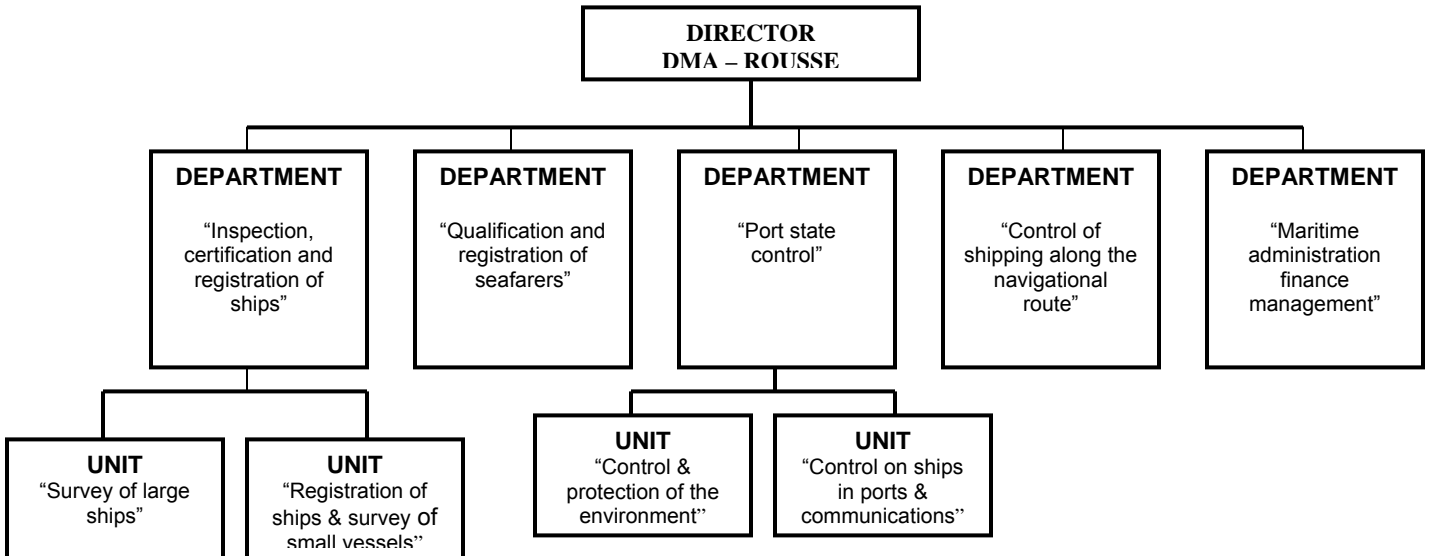 DIRECTOR
DMA – ROUSSE
DEPARTMENT
“Inspection,
certification and
registration of
ships”
DEPARTMENT
“Qualification and
registration of
seafarers”
DEPARTMENT
“Port state
control”
DEPARTMENT
“Control of
shipping along the
navigational
route”
DEPARTMENT
“Maritime
administration
finance
management”
UNIT
“Survey of large
ships”
UNIT
“Registration of
ships & survey of
small vessels”
UNIT
“Control &
protection of the
environment”
UNIT
“Control on ships
in ports &
communications”